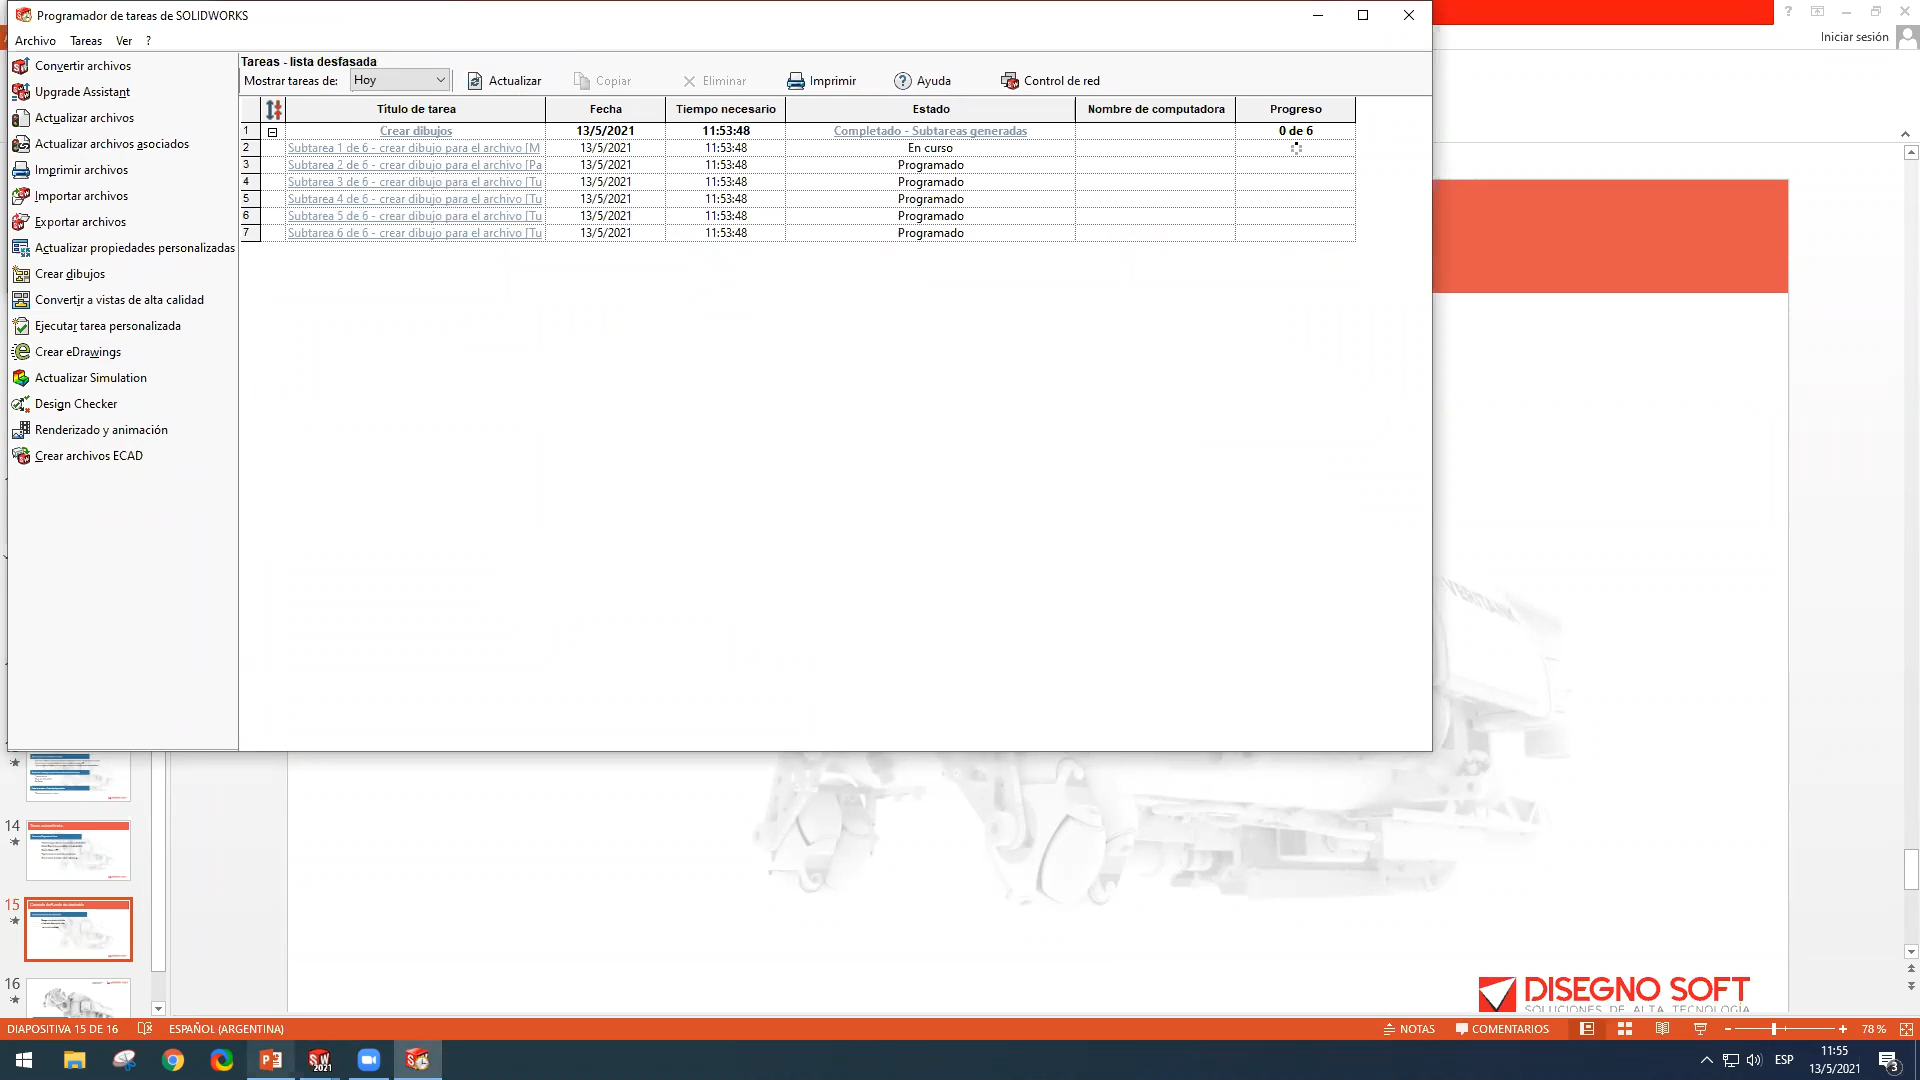 Programador de tareas de SOLIDWORKS
Archivo Tareas Ver ?
Iniciar sesión
Convertir archivos
Upgrade Assistant
Actualizar archivos
Actualizar archivos asociados
Imprimir archivos
Importar archivos
Exportar archivos
Actualizar propiedades personalizadas
Crear dibujos
Convertir a vistas de alta calidad
Ejecutar tarea personalizada
Crear eDrawings
Actualizar Simulation
Design Checker
Renderizado y animación
Crear archivos ECAD
Tareas - lista desfasada
Mostrar tareas de: Hoy Actualizar Copiar Eliminar Imprimir Ayuda Control de red
Título de tarea Fecha Tiempo necesario Estado Nombre de computadora Progreso
1 Crear dibujos 13/5/2021 11:53:48 Completado - Subtareas generadas 0 de 6
2 Subtarea 1 de 6 - crear dibujo para el archivo [M 13/5/2021 11:53:48 En curso
3 Subtarea 2 de 6 - crear dibujo para el archivo [Pa 13/5/2021 11:53:48 Programado
4 Subtarea 3 de 6 - crear dibujo para el archivo [Tu 13/5/2021 11:53:48 Programado
5 Subtarea 4 de 6 - crear dibujo para el archivo [Tu 13/5/2021 11:53:48 Programado
6 Subtarea 5 de 6 - crear dibujo para el archivo [Tu 13/5/2021 11:53:48 Programado
7 Subtarea 6 de 6 - crear dibujo para el archivo [Tu 13/5/2021 11:53:48 Programado
14
15
16
DISEGNO SOFT
SOLUCIONES DE ALTA TECNOLOGÍA
DIAPOSITIVA 15 DE 16 ESPAÑOL (ARGENTINA) NOTAS COMENTARIOS 78 %
SW 2021
ESP
11:55
13/5/2021
3